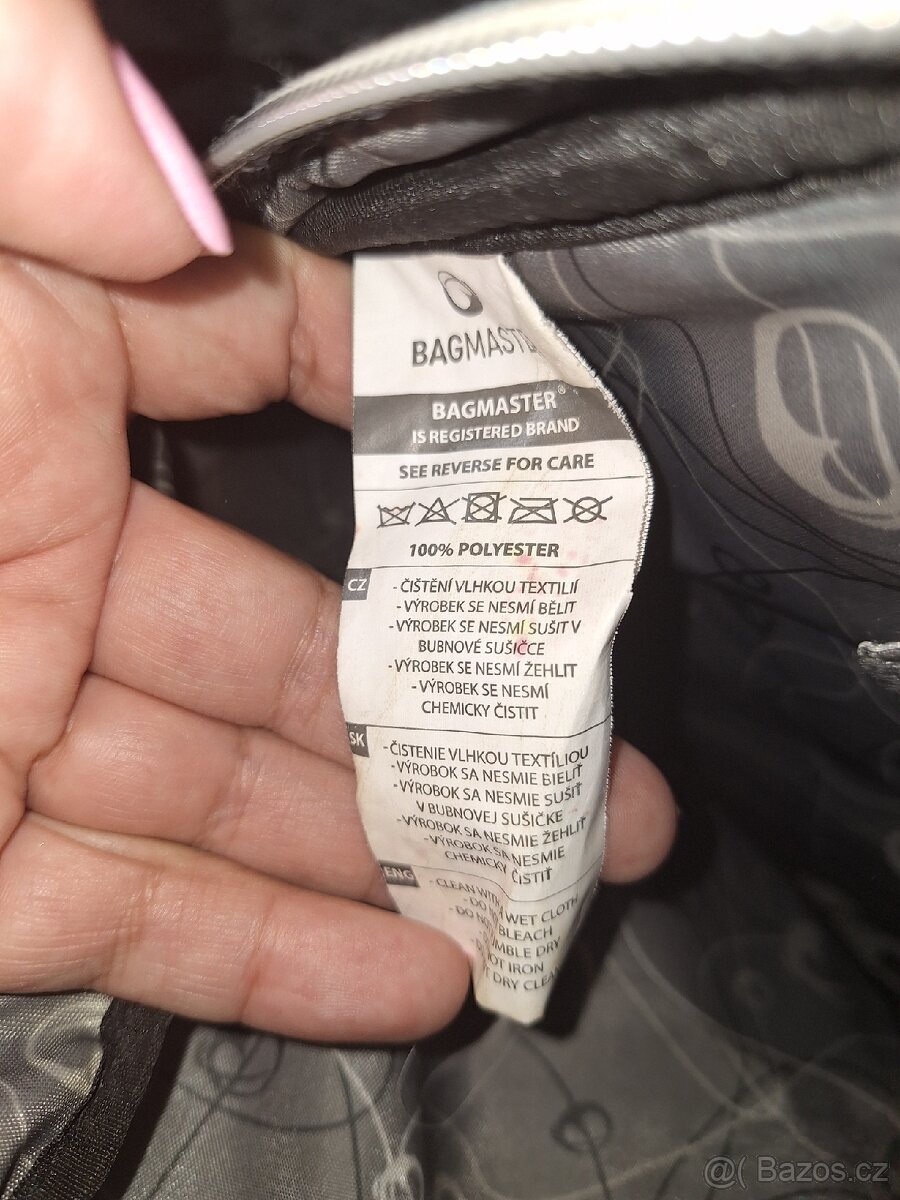 BAGMAST
BAGMASTER®
IS REGISTERED BRAND
SEE REVERSE FOR CARE
100% POLYESTER
CZ
- ČIŠTĚNÍ VLHKOU TEXTILIÍ
- VÝROBEK SE NESMÍ BĚLIT
- VÝROBEK SE NESMÍ SUŠIT V
BUBNOVÉ SUŠIČCE
- VÝROBEK SE NESMÍ ŽEHLIT
- VÝROBEK SE NESMÍ
CHEMICKY ČISTIT
SK
- ČISTENIE VLHKOU TEXTÍLIOU
- VÝROBOK SA NESMIE BIELIŤ
- VÝROBOK SA NESMIE SUŠIŤ
V BUBNOVEJ SUŠIČKE
- VÝROBOK SA NESMIE ŽEHLIŤ
- VÝROBOK SA NESMIE
CHEMICKY ČISTIŤ
ENG
- CLEAN WITH WET CLOTH
- DO BLEACH
- DO DRY
IRON
DRY
@( Bazos.cz